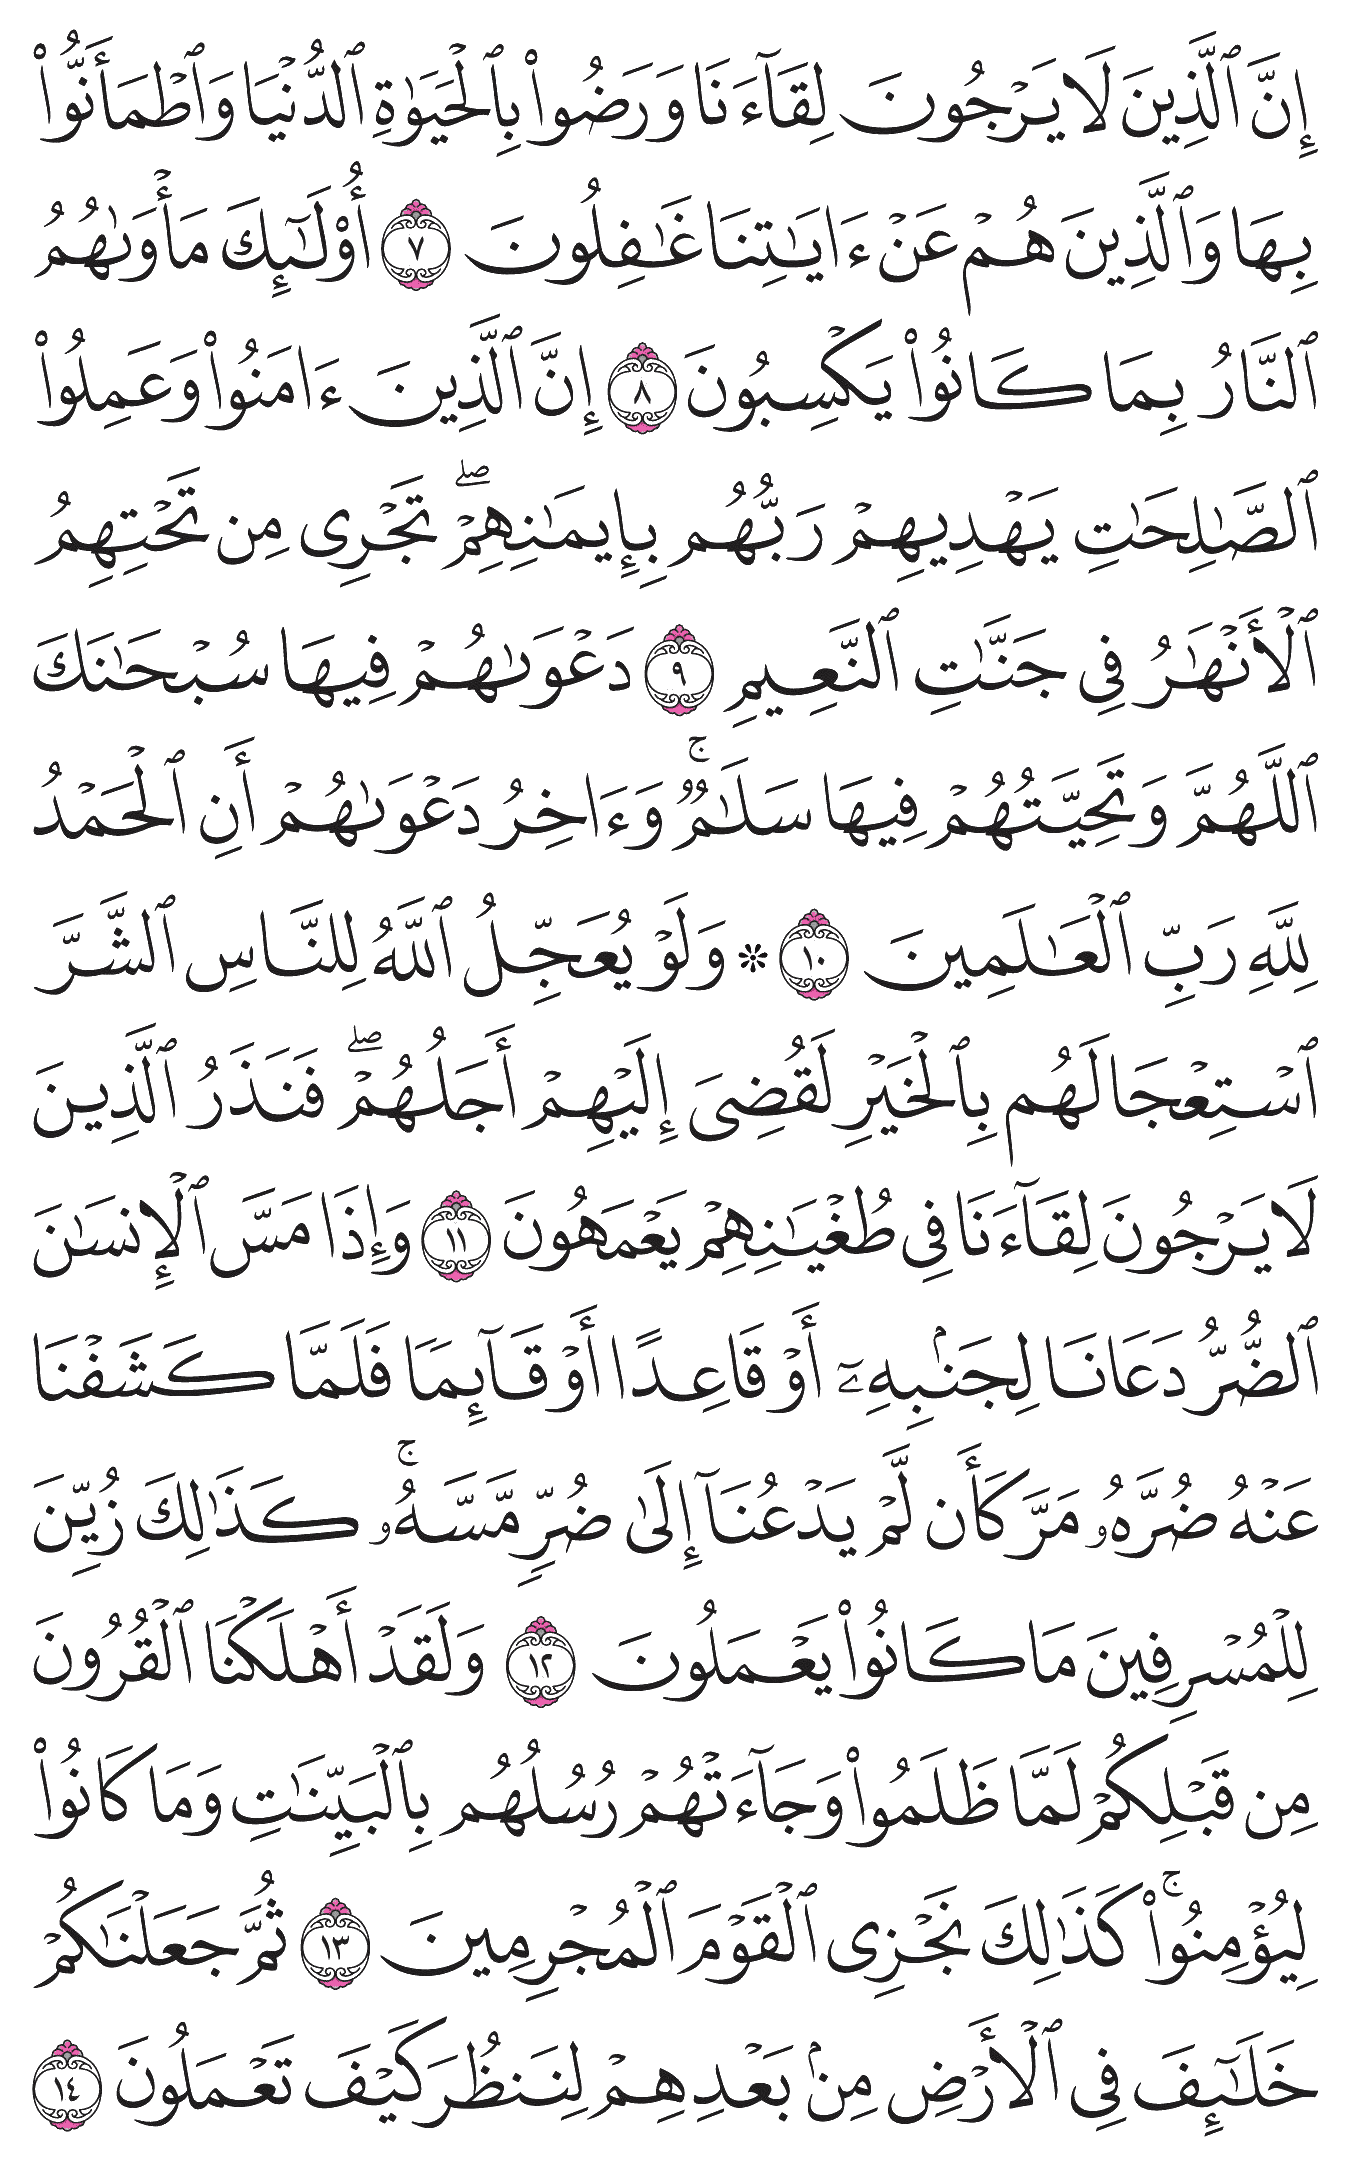 إِنَّ ٱلَّذِينَ لَا يَرۡجُونَ لِقَآءَنَا وَرَضُواْ بِٱلۡحَيَوٰةِ ٱلدُّنۡيَا وَٱطۡمَأَنُّواْ
بِهَا وَٱلَّذِينَ هُمۡ عَنۡ ءَايَٰتِنَا غَٰفِلُونَ ٧ أُوْلَٰٓئِكَ مَأۡوَىٰهُمُ
ٱلنَّارُ بِمَا كَانُواْ يَكۡسِبُونَ ٨ إِنَّ ٱلَّذِينَ ءَامَنُواْ وَعَمِلُواْ
ٱلصَّٰلِحَٰتِ يَهۡدِيهِمۡ رَبُّهُم بِإِيمَٰنِهِمۡۖ تَجۡرِي مِن تَحۡتِهِمُ
ٱلۡأَنۡهَٰرُ فِي جَنَّٰتِ ٱلنَّعِيمِ ٩ دَعۡوَىٰهُمۡ فِيهَا سُبۡحَٰنَكَ
ٱللَّهُمَّ وَتَحِيَّتُهُمۡ فِيهَا سَلَٰمٞۚ وَءَاخِرُ دَعۡوَىٰهُمۡ أَنِ ٱلۡحَمۡدُ
لِلَّهِ رَبِّ ٱلۡعَٰلَمِينَ ١٠ ۞ وَلَوۡ يُعَجِّلُ ٱللَّهُ لِلنَّاسِ ٱلشَّرَّ
ٱسۡتِعۡجَالَهُم بِٱلۡخَيۡرِ لَقُضِيَ إِلَيۡهِمۡ أَجَلُهُمۡۖ فَنَذَرُ ٱلَّذِينَ
لَا يَرۡجُونَ لِقَآءَنَا فِي طُغۡيَٰنِهِمۡ يَعۡمَهُونَ ١١ وَإِذَا مَسَّ ٱلۡإِنسَٰنَ
ٱلضُّرُّ دَعَانَا لِجَنۢبِهِۦٓ أَوۡ قَاعِدًا أَوۡ قَآئِمٗا فَلَمَّا كَشَفۡنَا
عَنۡهُ ضُرَّهُۥ مَرَّ كَأَن لَّمۡ يَدۡعُنَآ إِلَىٰ ضُرّٖ مَّسَّهُۥۚ كَذَٰلِكَ زُيِّنَ
لِلۡمُسۡرِفِينَ مَا كَانُواْ يَعۡمَلُونَ ١٢ وَلَقَدۡ أَهۡلَكۡنَا ٱلۡقُرُونَ
مِن قَبۡلِكُمۡ لَمَّا ظَلَمُواْ وَجَآءَتۡهُمۡ رُسُلُهُم بِٱلۡبَيِّنَٰتِ وَمَا كَانُواْ
لِيُؤۡمِنُواْۚ كَذَٰلِكَ نَجۡزِي ٱلۡقَوۡمَ ٱلۡمُجۡرِمِينَ ١٣ ثُمَّ جَعَلۡنَٰكُمۡ
خَلَٰٓئِفَ فِي ٱلۡأَرۡضِ مِنۢ بَعۡدِهِمۡ لِنَنظُرَ كَيۡفَ تَعۡمَلُونَ ١٤